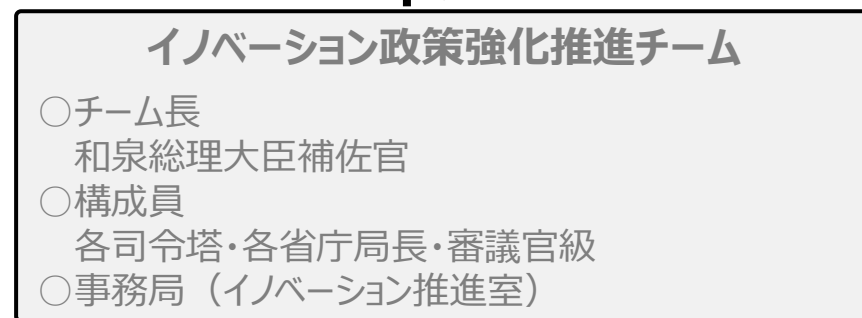 イノベーション政策強化推進チーム
○チーム長
和泉総理大臣補佐官
○構成員
各司令塔・各省庁局長・審議官級
○事務局（イノベーション推進室）